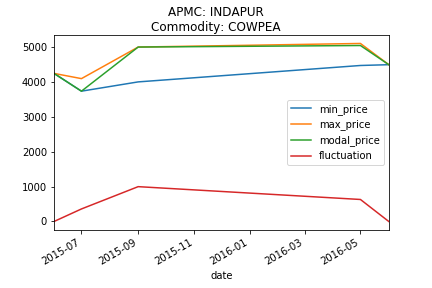 APMC: INDAPUR
Commodity: COWPEA
5000
4000
3000
2000
1000
0
min_price
max_price
modal_price
fluctuation
2015-07
2015-09
2015-11
2016-01
2016-03
2016-05
date